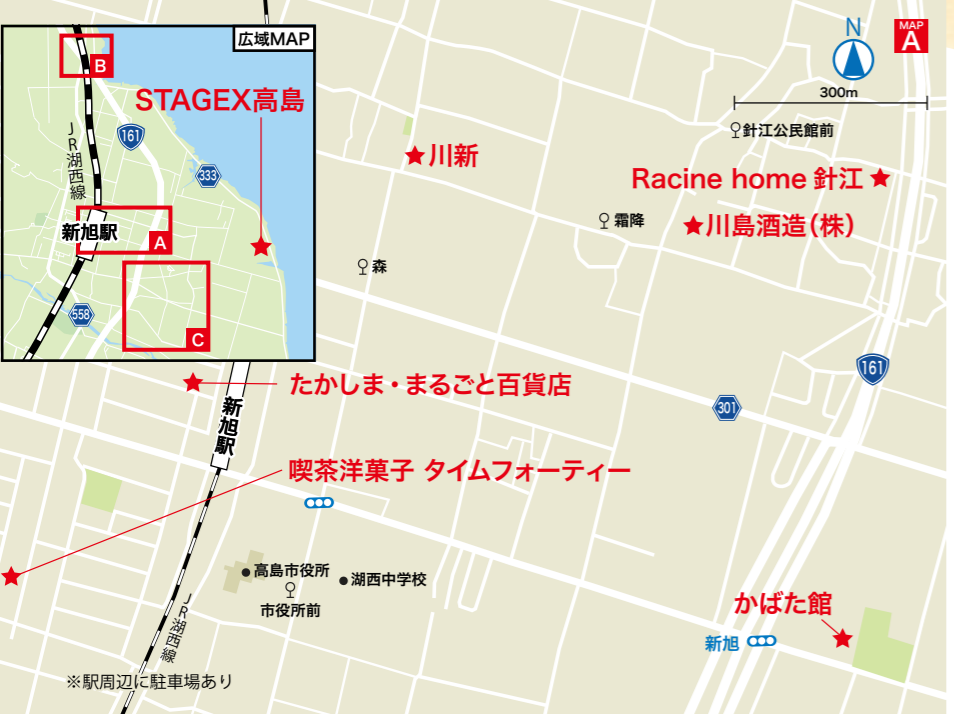 広域MAP
B
STAGEX高島
161
JR湖西線
333
新旭駅
A
558
C
N
MAP
A
300m
針江公民館前
川新
Racine home 針江
霜降
川島酒造(株)
森
161
たかしま・まるごと百貨店
301
新旭駅
喫茶洋菓子 タイムフォーティー
高島市役所
湖西中学校
市役所前
かばた館
新旭
JR湖西線
※駅周辺に駐車場あり